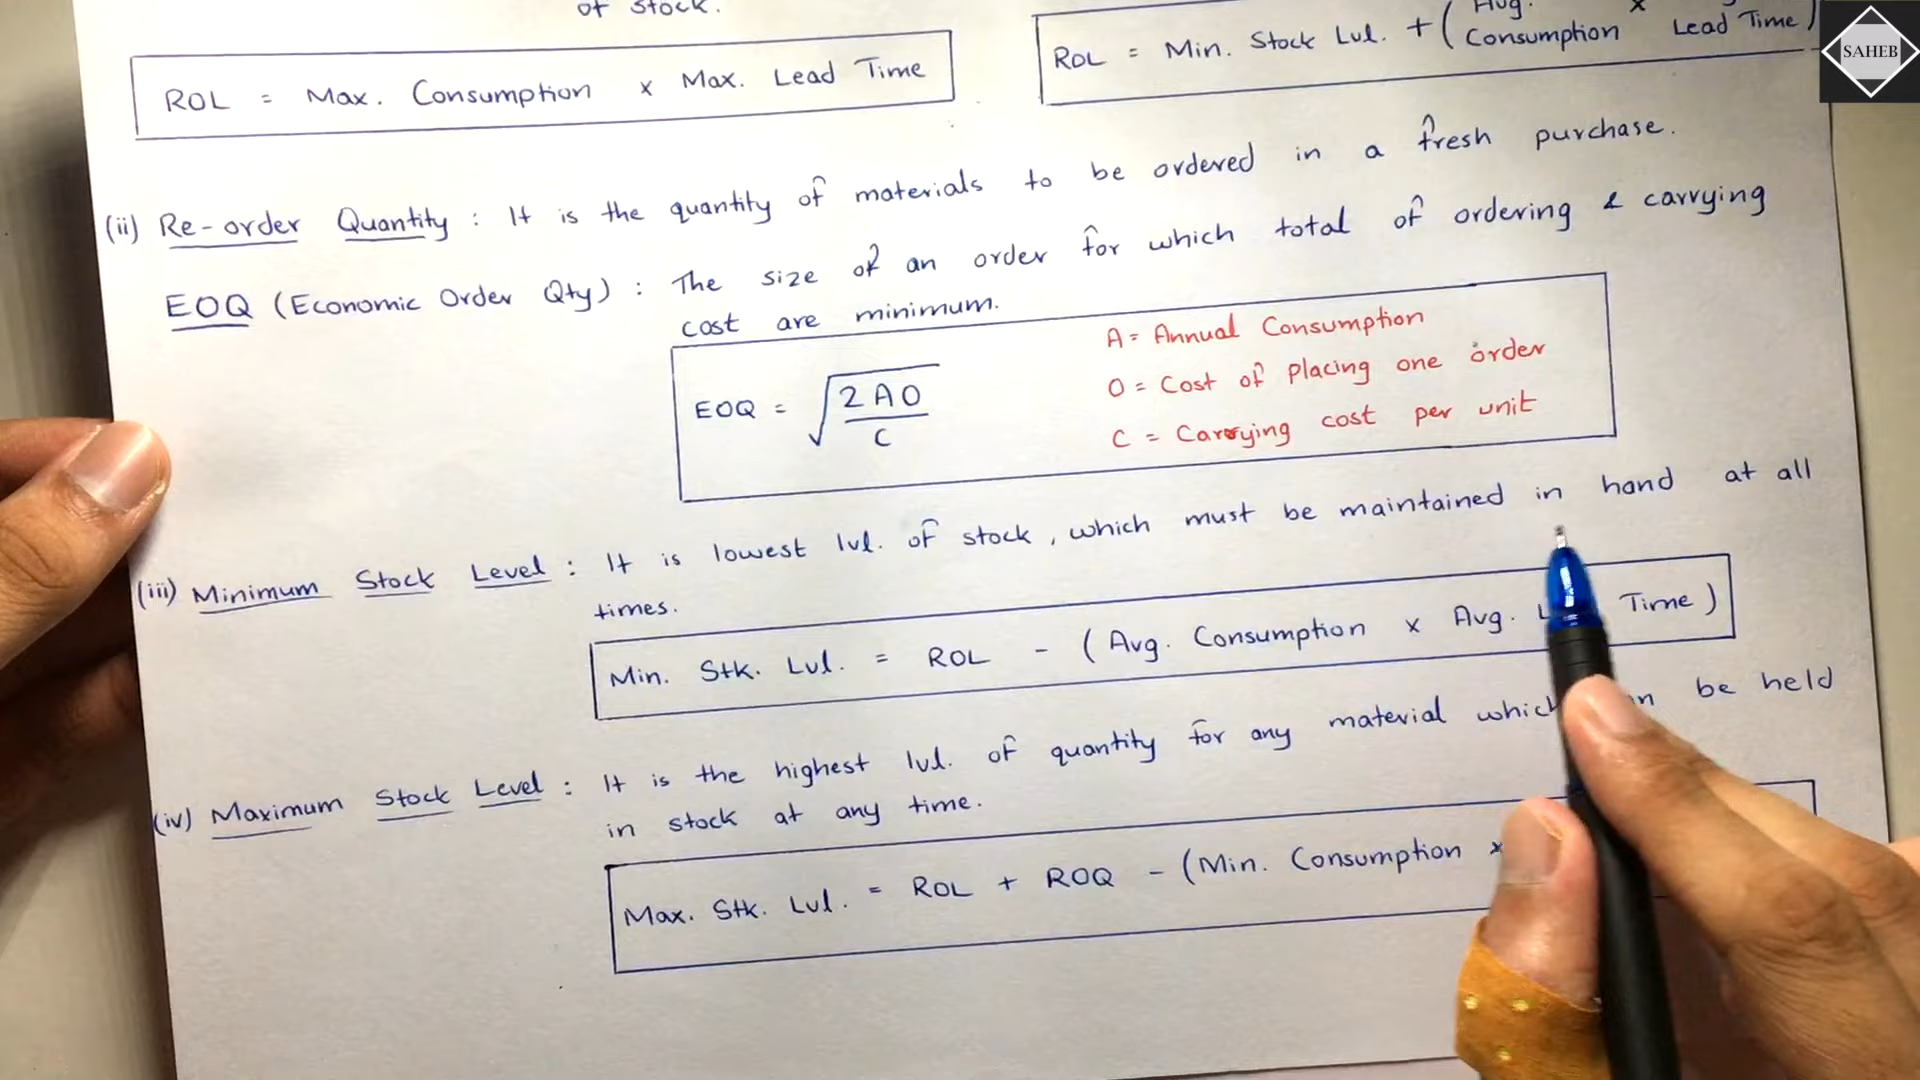 of stock.
ROL = Max. Consumption x Max. Lead Time
ROL = Min. Stock Lvl. + ( Avg. Consumption x Lead Time )
(ii) Re-order Quantity : It is the quantity of materials to be ordered in a fresh purchase.
EOQ (Economic Order Qty) : The size of an order for which total of ordering & carrying
cost are minimum.
EOQ = √ 2AO / C
A = Annual Consumption
O = Cost of placing one order
C = Carrying cost per unit
(iii) Minimum Stock Level : It is lowest lvl. of stock, which must be maintained in hand at all
times.
Min. Stk. Lvl. = ROL - ( Avg. Consumption x Avg. Time )
(iv) Maximum Stock Level : It is the highest lvl. of quantity for any material which be held
in stock at any time.
Max. Stk. Lvl. = ROL + ROQ - (Min. Consumption x
SAHEB